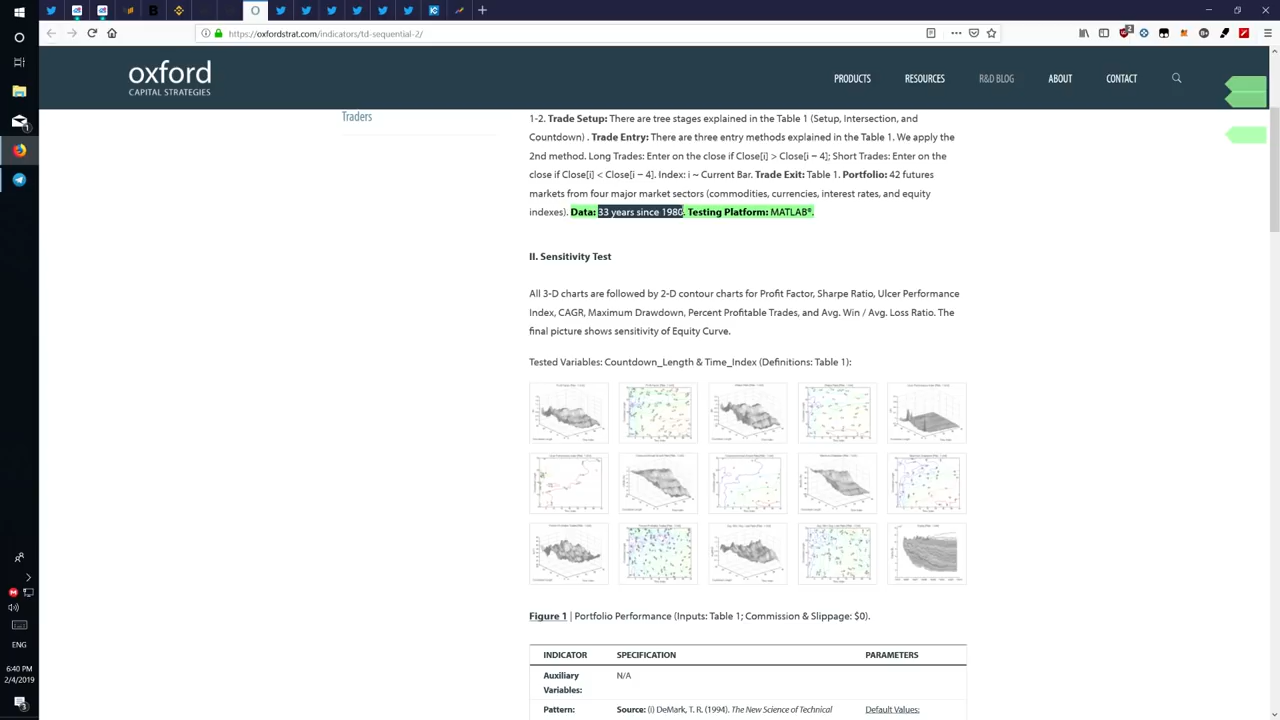 https://oxfordstrat.com/indicators/td-sequential-2/
oxford
CAPITAL STRATEGIES
PRODUCTS
RESOURCES
R&D BLOG
ABOUT
CONTACT
Traders
1-2. Trade Setup: There are tree stages explained in the Table 1 (Setup, Intersection, and
Countdown) . Trade Entry: There are three entry methods explained in the Table 1. We apply the
2nd method. Long Trades: Enter on the close if Close[i] > Close[i − 4]; Short Trades: Enter on the
close if Close[i] < Close[i − 4]. Index: i ~ Current Bar. Trade Exit: Table 1. Portfolio: 42 futures
markets from four major market sectors (commodities, currencies, interest rates, and equity
indexes). Data: 33 years since 1980. Testing Platform: MATLAB®.
II. Sensitivity Test
All 3-D charts are followed by 2-D contour charts for Profit Factor, Sharpe Ratio, Ulcer Performance
Index, CAGR, Maximum Drawdown, Percent Profitable Trades, and Avg. Win / Avg. Loss Ratio. The
final picture shows sensitivity of Equity Curve.
Tested Variables: Countdown_Length & Time_Index (Definitions: Table 1):
Figure 1 | Portfolio Performance (Inputs: Table 1; Commission & Slippage: $0).
INDICATOR
SPECIFICATION
PARAMETERS
Auxiliary
Variables:
N/A
Pattern:
Source: (i) DeMark, T. R. (1994). The New Science of Technical
Default Values:
ENG
6:40 PM
2/4/2019